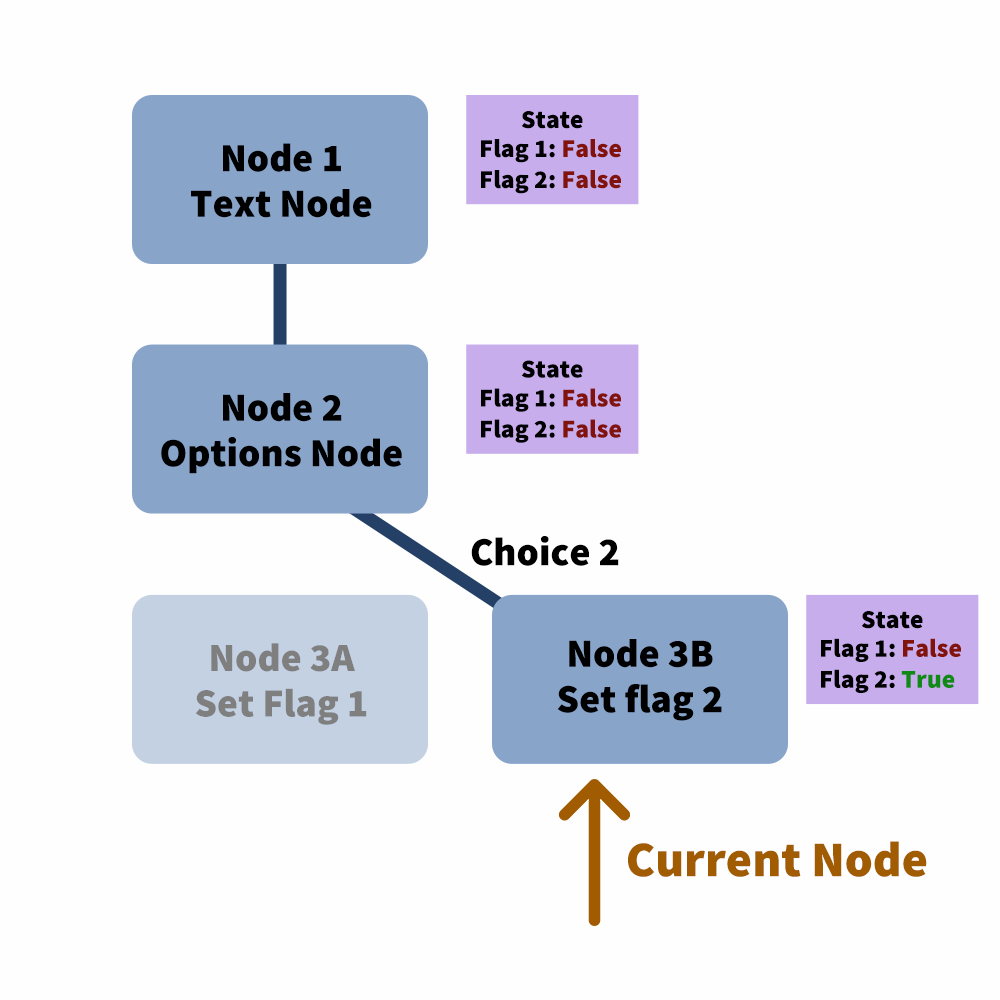 Node 1
Text Node
State
Flag 1: False
Flag 2: False
Node 2
Options Node
State
Flag 1: False
Flag 2: False
Choice 2
Node 3A
Set Flag 1
Node 3B
Set flag 2
State
Flag 1: False
Flag 2: True
Current Node